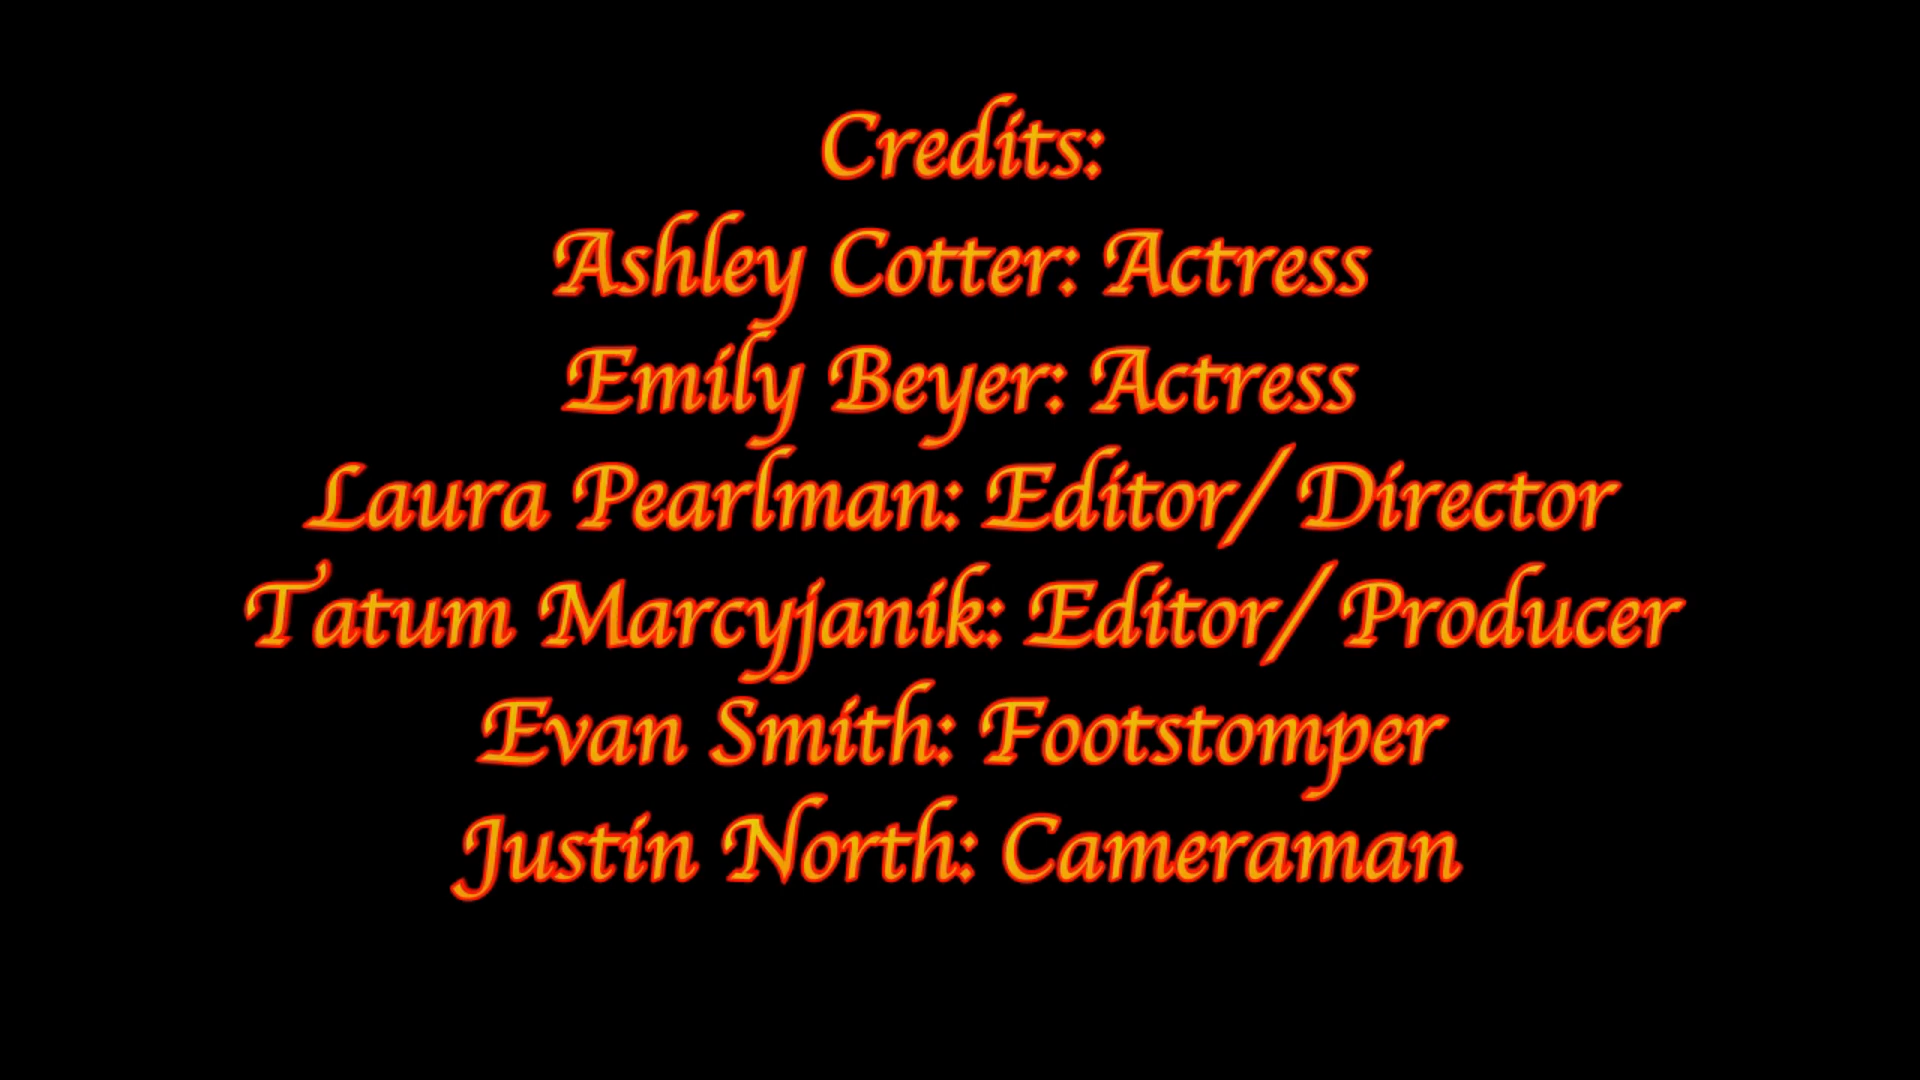 Credits:
Ashley Cotter: Actress
Emily Beyer: Actress
Laura Pearlman: Editor/ Director
Tatum Marcyjanik: Editor/ Producer
Evan Smith: Footstomper
Justin North: Cameraman